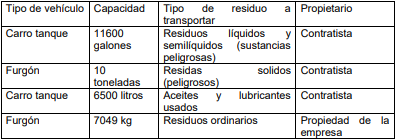 Tipo de vehículo Capacidad Tipo de residuo a Propietario
transportar
Carro tanque 11600 Residuos líquidos y Contratista
galones semilíquidos (sustancias
peligrosas)
Furgón 10 Residas solidos Contratista
toneladas (peligrosos)
Carro tanque 6500 litros Aceites y lubricantes Contratista
usados
Furgón 7049 kg Residuos ordinarios Propiedad de la
empresa